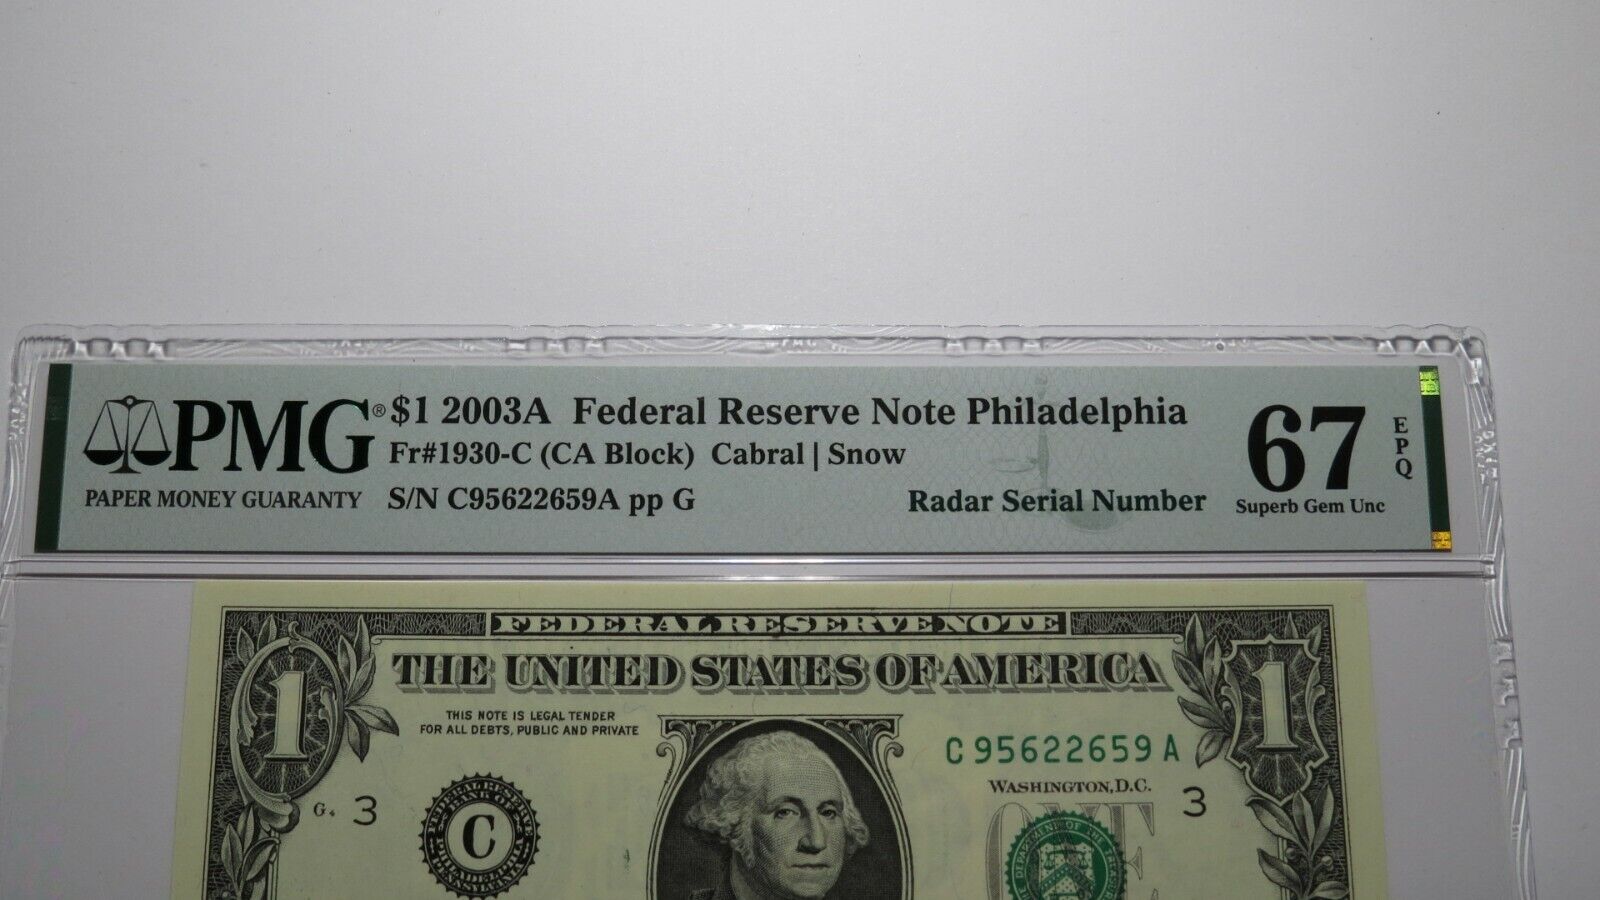 PMG® $1 2003A Federal Reserve Note Philadelphia
Fr#1930-C (CA Block) Cabral | Snow
PAPER MONEY GUARANTY S/N C95622659A pp G
Radar Serial Number
67 EPQ
Superb Gem Unc
FEDERAL RESERVE NOTE
THE UNITED STATES OF AMERICA
1 1
THIS NOTE IS LEGAL TENDER
FOR ALL DEBTS, PUBLIC AND PRIVATE
C 95622659 A
WASHINGTON, D.C.
G4 3
C
3
ONE